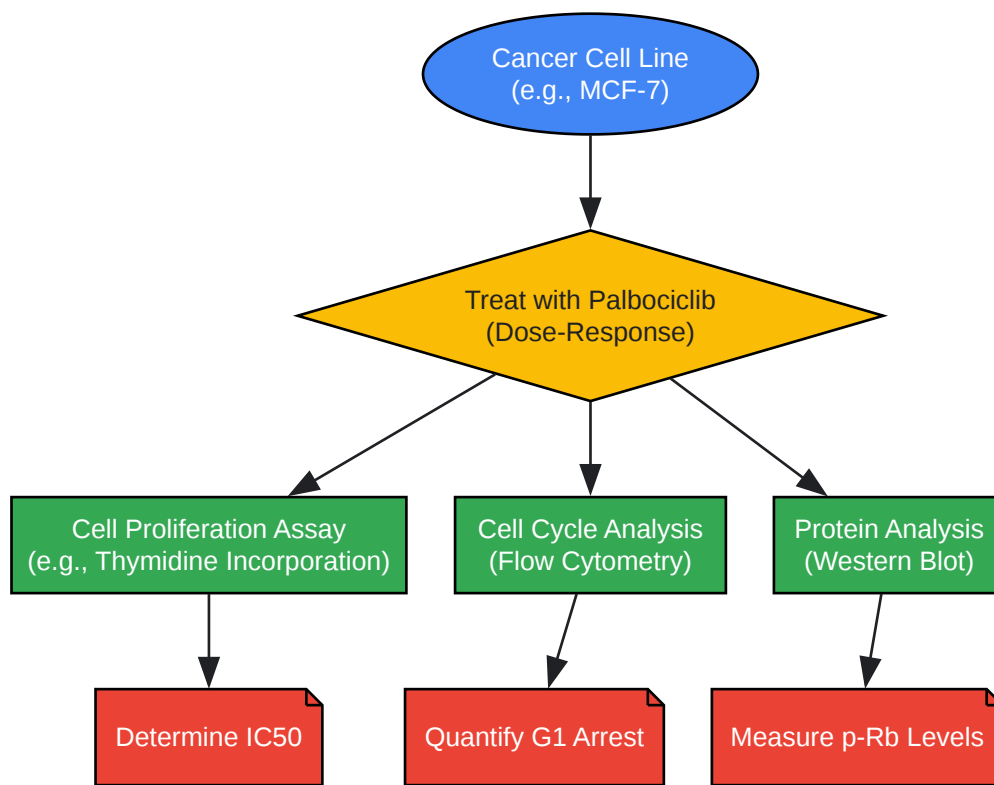 Cancer Cell Line
(e.g., MCF-7)
Treat with Palbociclib
(Dose-Response)
Cell Proliferation Assay
(e.g., Thymidine Incorporation)
Cell Cycle Analysis
(Flow Cytometry)
Protein Analysis
(Western Blot)
Determine IC50
Quantify G1 Arrest
Measure p-Rb Levels